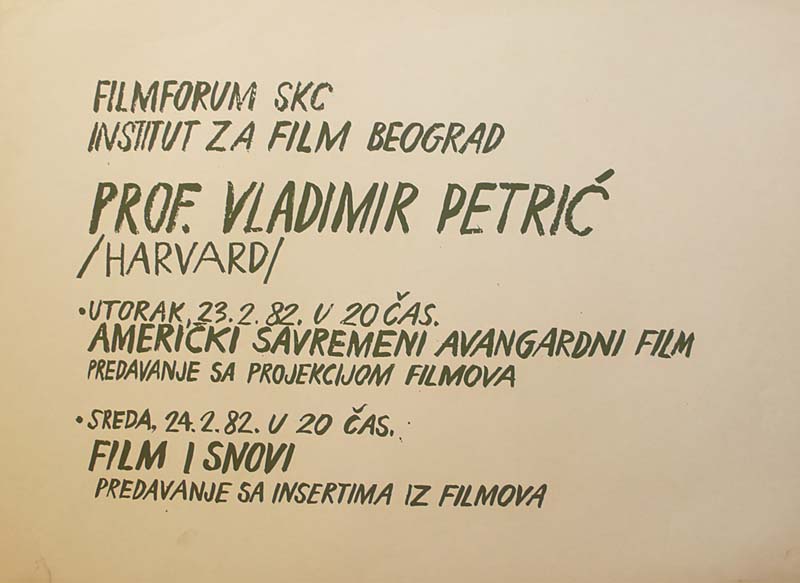 FILMFORUM SKC
INSTITUT ZA FILM BEOGRAD
PROF. VLADIMIR PETRIĆ
/HARVARD/
•UTORAK, 23.2.82. U 20 ČAS.
AMERIČKI SAVREMENI AVANGARDNI FILM
PREDAVANJE SA PROJEKCIJOM FILMOVA
•SREDA, 24.2.82. U 20 ČAS.
FILM I SNOVI
PREDAVANJE SA INSERTIMA IZ FILMOVA